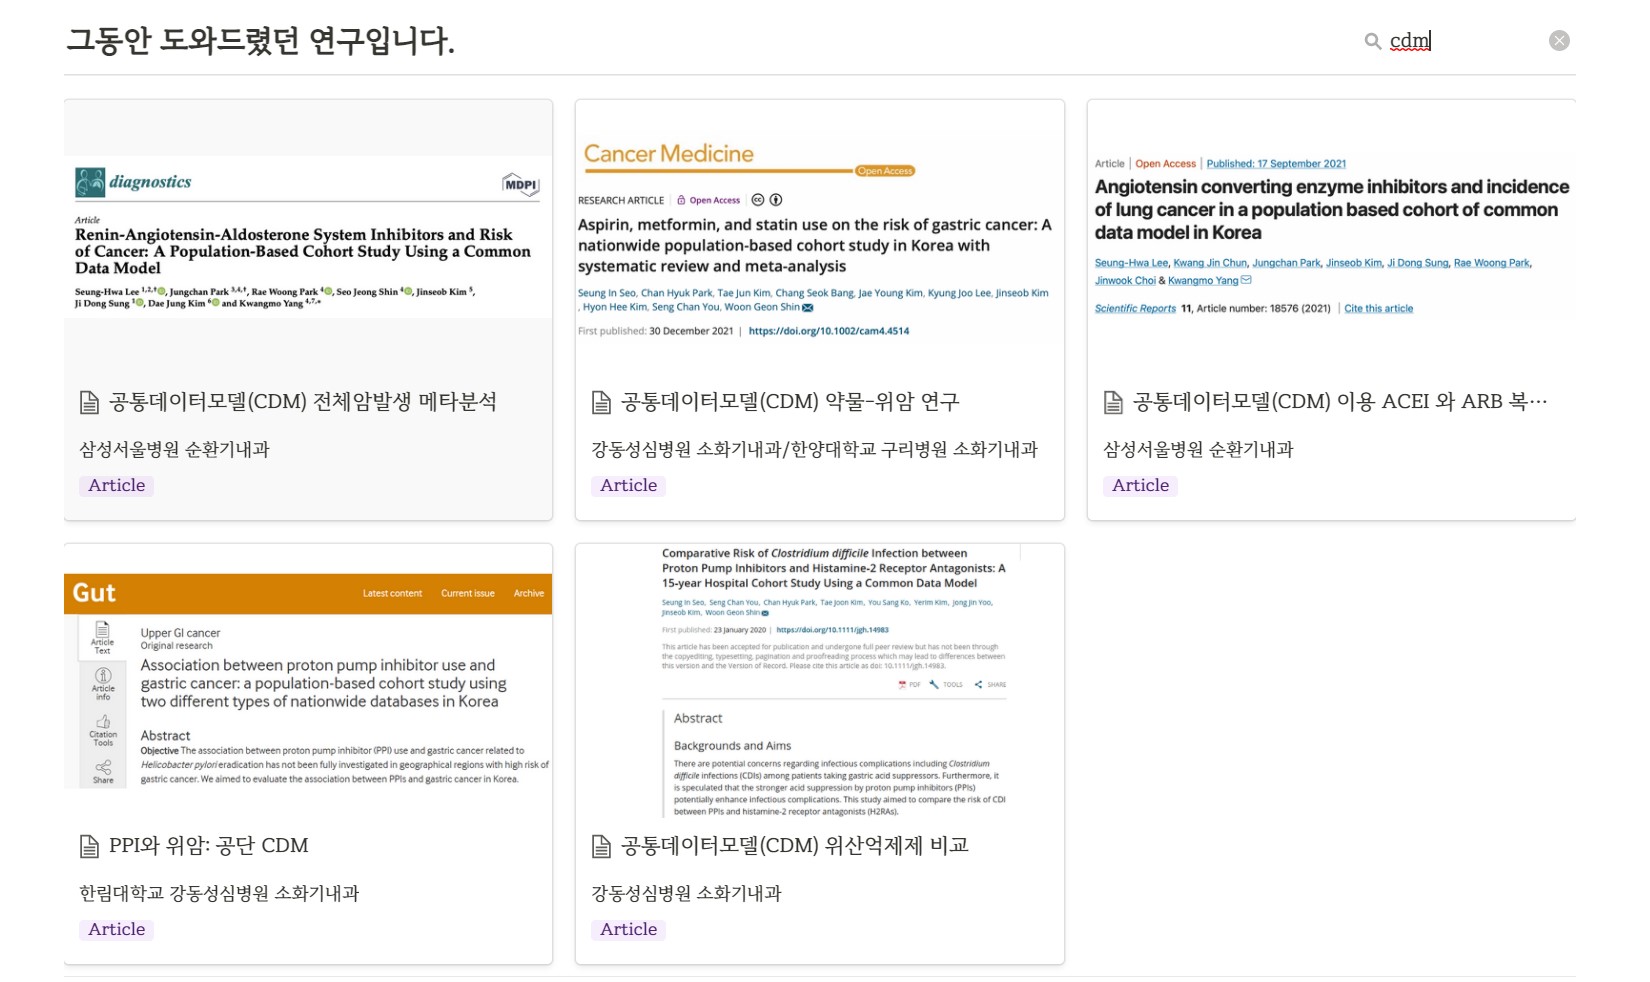 그동안 도와드렸던 연구입니다.
cdm
diagnostics
MDPI
Article
Renin-Angiotensin-Aldosterone System Inhibitors and Risk
of Cancer: A Population-Based Cohort Study Using a Common
Data Model
Seung-Hwa Lee 1,2,†, Jungchan Park 3,4,†, Rae Woong Park 4, Seo Jeong Shin 4, Jinseob Kim 5,
Ji Dong Sung 1, Dae Jung Kim 6 and Kwangmo Yang 4,7,*
공통데이터모델(CDM) 전체암발생 메타분석
삼성서울병원 순환기내과
Article
Cancer Medicine
Open Access
RESEARCH ARTICLE | Open Access
Aspirin, metformin, and statin use on the risk of gastric cancer: A
nationwide population-based cohort study in Korea with
systematic review and meta-analysis
Seung In Seo, Chan Hyuk Park, Tae Jun Kim, Chang Seok Bang, Jae Young Kim, Kyung Joo Lee, Jinseob Kim
, Hyon Hee Kim, Seng Chan You, Woon Geon Shin
First published: 30 December 2021 | https://doi.org/10.1002/cam4.4514
공통데이터모델(CDM) 약물-위암 연구
강동성심병원 소화기내과/한양대학교 구리병원 소화기내과
Article
Article | Open Access | Published: 17 September 2021
Angiotensin converting enzyme inhibitors and incidence
of lung cancer in a population based cohort of common
data model in Korea
Seung-Hwa Lee, Kwang Jin Chun, Jungchan Park, Jinseob Kim, Ji Dong Sung, Rae Woong Park,
Jinwook Choi & Kwangmo Yang
Scientific Reports 11, Article number: 18576 (2021) | Cite this article
공통데이터모델(CDM) 이용 ACEI 와 ARB 복…
삼성서울병원 순환기내과
Article
Gut
Latest content Current issue Archive
Article
Text
Article
info
Citation
Tools
Share
Upper GI cancer
Original research
Association between proton pump inhibitor use and
gastric cancer: a population-based cohort study using
two different types of nationwide databases in Korea
Abstract
Objective The association between proton pump inhibitor (PPI) use and gastric cancer related to
Helicobacter pylori eradication has not been fully investigated in geographical regions with high risk of
gastric cancer. We aimed to evaluate the association between PPIs and gastric cancer in Korea.
PPI와 위암: 공단 CDM
한림대학교 강동성심병원 소화기내과
Article
Comparative Risk of Clostridium difficile Infection between
Proton Pump Inhibitors and Histamine-2 Receptor Antagonists: A
15-year Hospital Cohort Study Using a Common Data Model
Seung In Seo, Seng Chan You, Chan Hyuk Park, Tae Joon Kim, You Sang Ko, Yerim Kim, Jong Jin Yoo,
Jinseob Kim, Woon Geon Shin
First published: 23 January 2020 | https://doi.org/10.1111/jgh.14983
This article has been accepted for publication and undergone full peer review but has not been through
the copyediting, typesetting, pagination and proofreading process which may lead to differences between
this version and the Version of Record. Please cite this article as doi: 10.1111/jgh.14983.
PDF TOOLS SHARE
Abstract
Backgrounds and Aims
There are potential concerns regarding infectious complications including Clostridium
difficile infections (CDIs) among patients taking gastric acid suppressors. Furthermore, it
is speculated that the stronger acid suppression by proton pump inhibitors (PPIs)
potentially enhance infectious complications. This study aimed to compare the risk of CDI
between PPIs and histamine-2 receptor antagonists (H2RAs).
공통데이터모델(CDM) 위산억제제 비교
강동성심병원 소화기내과
Article